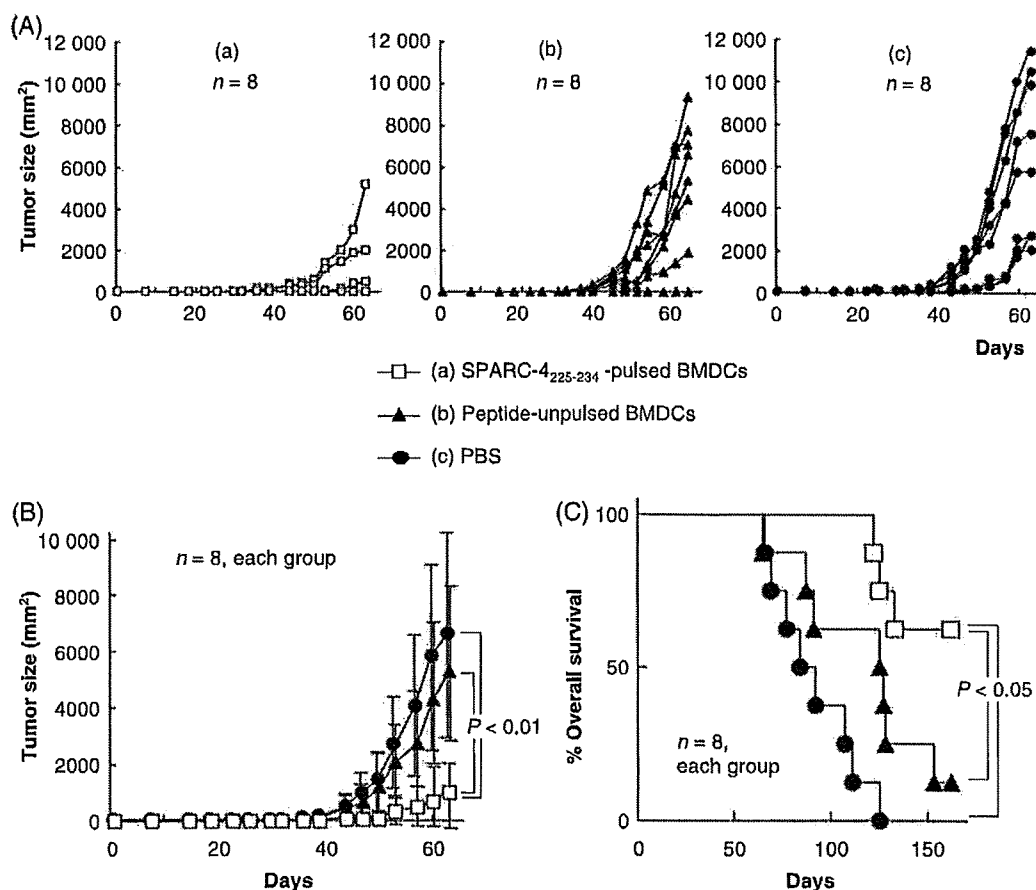 (A)
12 000
10 000
8000
6000
4000
2000
0
Tumor size (mm²)
(a)
n = 8
0 20 40 60
12 000
10 000
8000
6000
4000
2000
0
(b)
n = 8
0 20 40 60
12 000
10 000
8000
6000
4000
2000
0
(c)
n = 8
0 20 40 60
Days
(a) SPARC-4₂₂₅₋₂₃₄ -pulsed BMDCs
(b) Peptide-unpulsed BMDCs
(c) PBS
(B)
10 000
8000
6000
4000
2000
0
Tumor size (mm²)
n = 8, each group
P < 0.01
0 20 40 60
Days
(C)
100
50
0
% Overall survival
n = 8,
each group
P < 0.05
0 50 100 150
Days